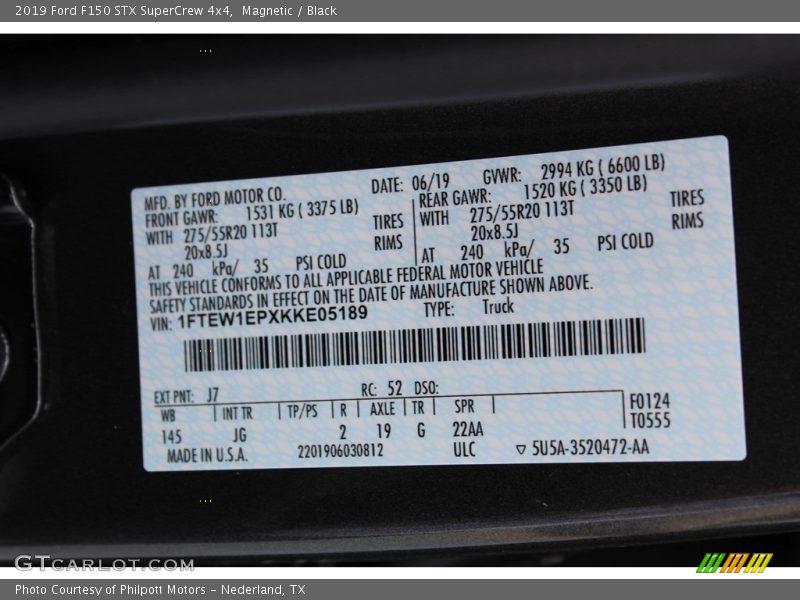 2019 Ford F150 STX SuperCrew 4x4, Magnetic / Black
MFD. BY FORD MOTOR CO. DATE: 06/19 GVWR: 2994 KG ( 6600 LB)
FRONT GAWR: 1531 KG ( 3375 LB) REAR GAWR: 1520 KG ( 3350 LB)
WITH 275/55R20 113T TIRES WITH 275/55R20 113T TIRES
20x8.5J RIMS 20x8.5J RIMS
AT 240 kPa/ 35 PSI COLD AT 240 kPa/ 35 PSI COLD
THIS VEHICLE CONFORMS TO ALL APPLICABLE FEDERAL MOTOR VEHICLE
SAFETY STANDARDS IN EFFECT ON THE DATE OF MANUFACTURE SHOWN ABOVE.
VIN: 1FTEW1EPXKKE05189 TYPE: Truck
EXT PNT: J7 RC: 52 DSO:
WB INT TR TP/PS R AXLE TR SPR F0124
145 JG 2 19 G 22AA T0555
MADE IN U.S.A. 2201906030812 ULC ▽ 5U5A-3520472-AA
GTCARLOT.COM
Photo Courtesy of Philpott Motors - Nederland, TX